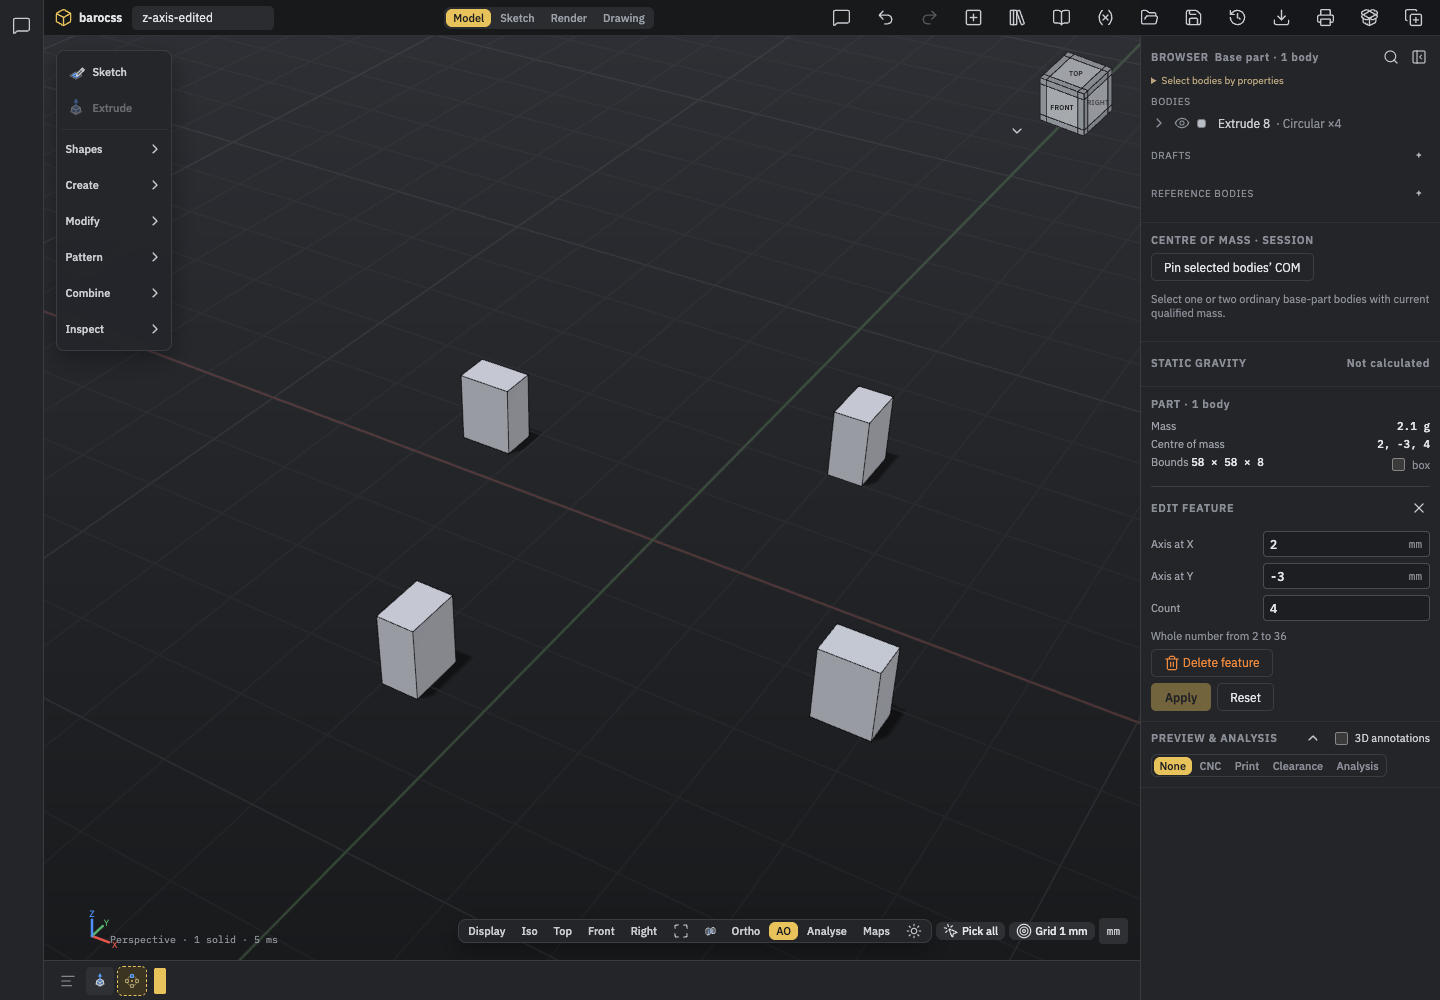 barocss
z-axis-edited
Model Sketch Render Drawing
Sketch
Extrude
Shapes
Create
Modify
Pattern
Combine
Inspect
TOP
FRONT
RIGHT
BROWSER Base part · 1 body
Select bodies by properties
BODIES
Extrude 8 · Circular ×4
DRAFTS
REFERENCE BODIES
CENTRE OF MASS · SESSION
Pin selected bodies’ COM
Select one or two ordinary base-part bodies with current
qualified mass.
STATIC GRAVITY Not calculated
PART · 1 body
Mass 2.1 g
Centre of mass 2, -3, 4
Bounds 58 × 58 × 8 box
EDIT FEATURE
Axis at X 2 mm
Axis at Y -3 mm
Count 4
Whole number from 2 to 36
Delete feature
Apply Reset
PREVIEW & ANALYSIS 3D annotations
None CNC Print Clearance Analysis
Z
Y
X
Perspective · 1 solid · 5 ms
Display Iso Top Front Right Ortho AO Analyse Maps Pick all Grid 1 mm mm